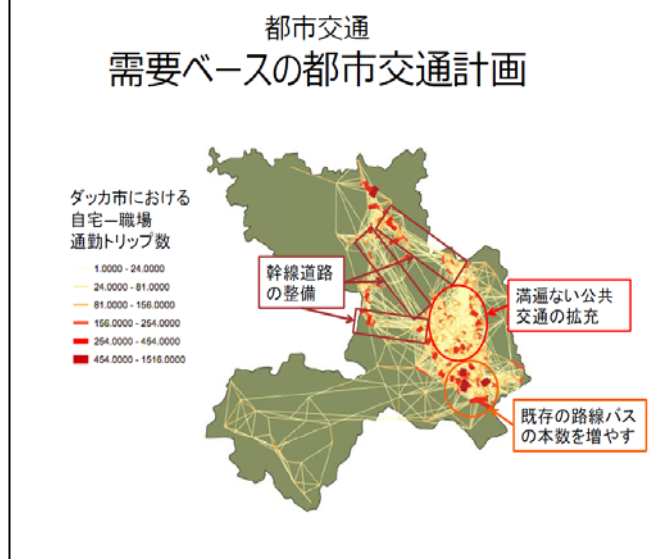 都市交通
需要ベースの都市交通計画
ダッカ市における
自宅ー職場
通勤トリップ数
1.0000 - 24.0000
24.0000 - 81.0000
81.0000 - 156.0000
156.0000 - 254.0000
254.0000 - 454.0000
454.0000 - 1516.0000
幹線道路
の整備
満遍ない公共
交通の拡充
既存の路線バス
の本数を増やす